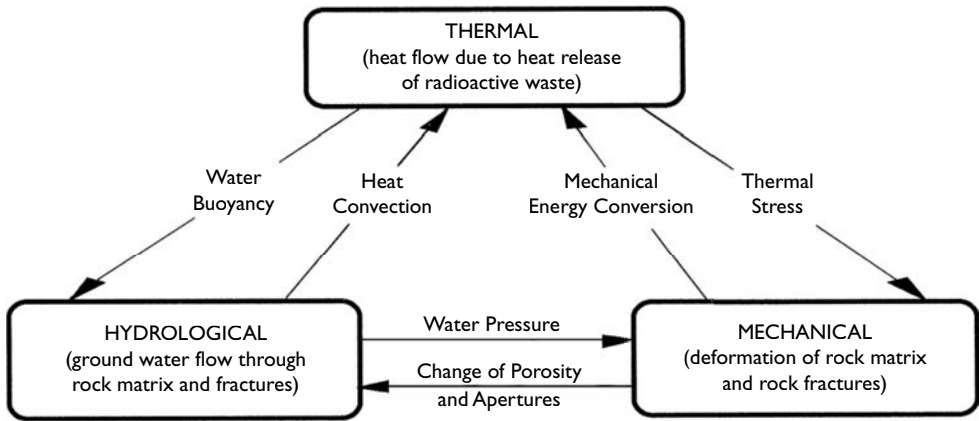 THERMAL
(heat flow due to heat release
of radioactive waste)
Water
Buoyancy
Heat
Convection
Mechanical
Energy Conversion
Thermal
Stress
HYDROLOGICAL
(ground water flow through
rock matrix and fractures)
Water Pressure
Change of Porosity
and Apertures
MECHANICAL
(deformation of rock matrix
and rock fractures)